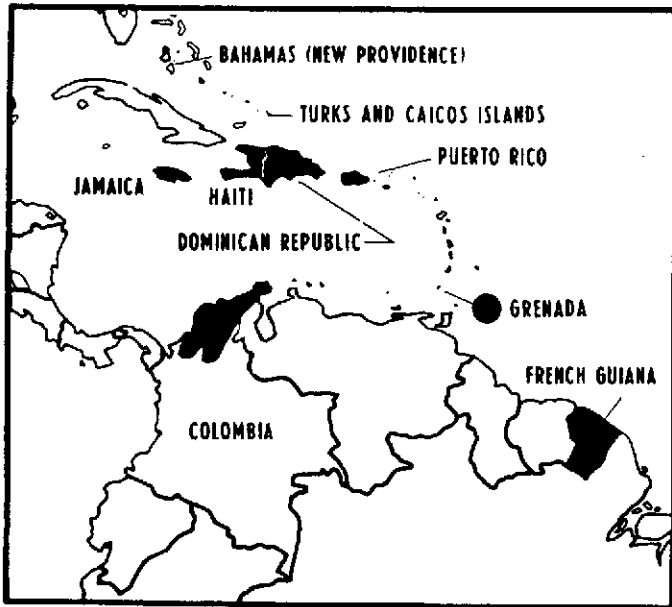 BAHAMAS (NEW PROVIDENCE)
TURKS AND CAICOS ISLANDS
PUERTO RICO
JAMAICA
HAITI
DOMINICAN REPUBLIC
GRENADA
FRENCH GUIANA
COLOMBIA